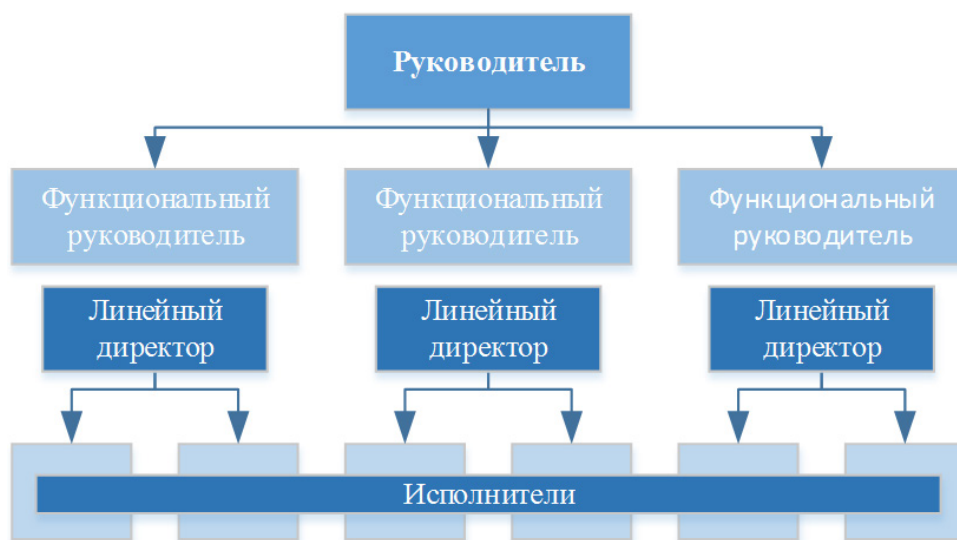 Руководитель
Функциональный
руководитель
Функциональный
руководитель
Функциональный
руководитель
Линейный
директор
Линейный
директор
Линейный
директор
Исполнители